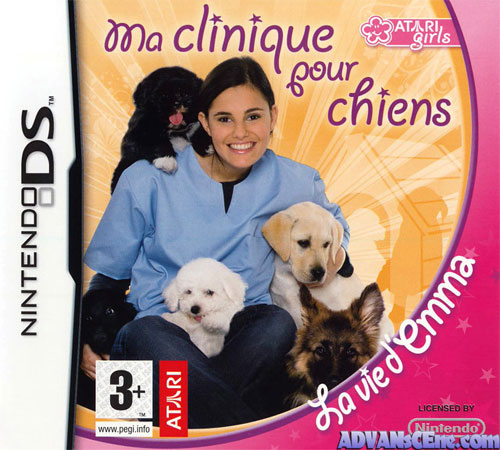 Ma clinique
pour
chiens
ATARI
girls
NINTENDO DS™
La vie d'Emma
3+
™
www.pegi.info
ATARI
LICENSED BY
Nintendo
ADVANsCEne.com